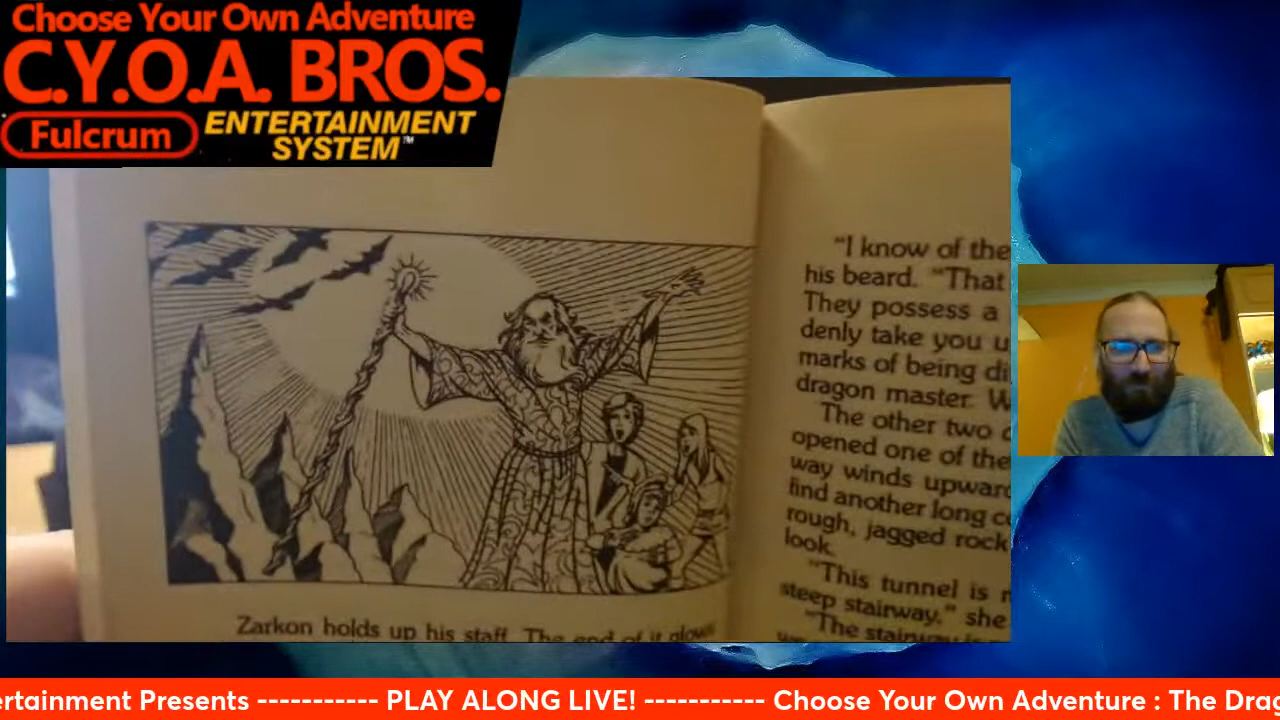 Choose Your Own Adventure
C.Y.O.A. BROS.
Fulcrum
ENTERTAINMENT
SYSTEM™
Zarkon holds up his staff. The end of it glows
"I know of the
his beard. "That
They possess a
denly take you u
marks of being di
dragon master. W
The other two
opened one of the
way winds upward
find another long c
rough, jagged rock
look.
"This tunnel is
steep stairway," she
"The stairway is
ertainment Presents ----------- PLAY ALONG LIVE! ----------- Choose Your Own Adventure : The Drag